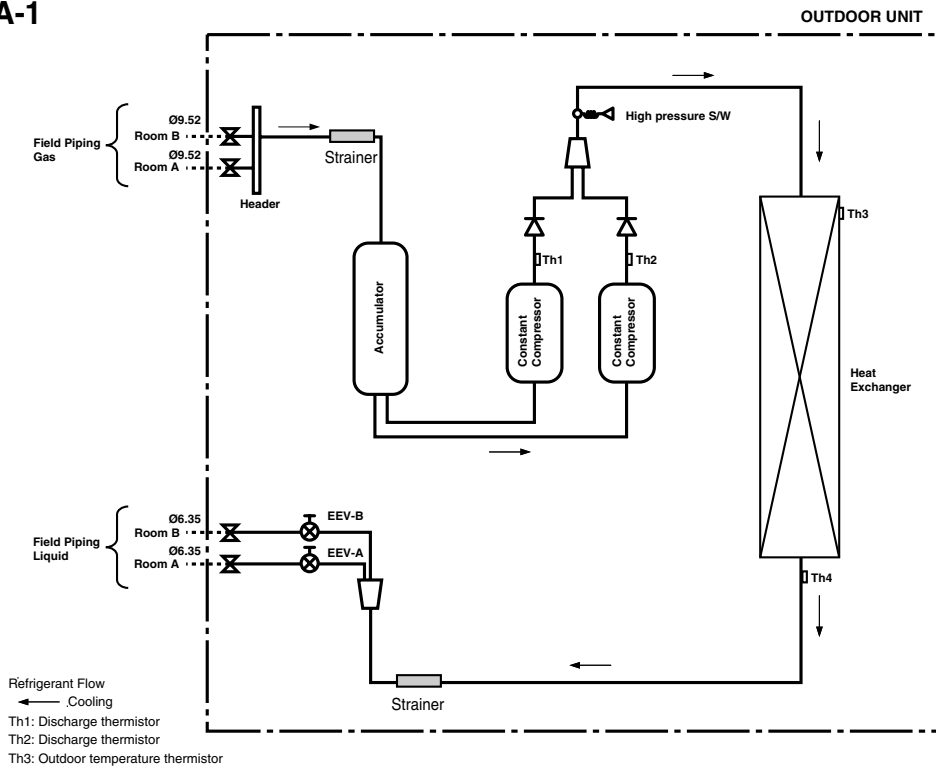 A-1
OUTDOOR UNIT
High pressure S/W
Field Piping
Gas
Ø9.52
Room B
Ø9.52
Room A
Strainer
Header
Th3
Th1
Th2
Accumulator
Constant
Compressor
Constant
Compressor
Heat
Exchanger
Field Piping
Liquid
Ø6.35
Room B
Ø6.35
Room A
EEV-B
EEV-A
Th4
Strainer
Refrigerant Flow
Cooling
Th1: Discharge thermistor
Th2: Discharge thermistor
Th3: Outdoor temperature thermistor